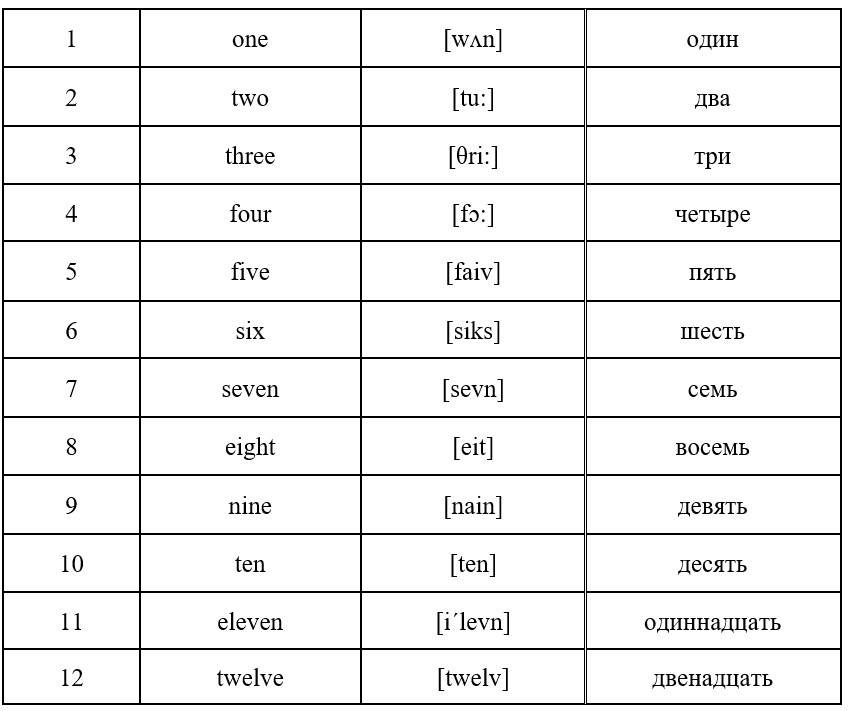 1 one [wʌn] один
2 two [tu:] два
3 three [θri:] три
4 four [fɔ:] четыре
5 five [faiv] пять
6 six [siks] шесть
7 seven [sevn] семь
8 eight [eit] восемь
9 nine [nain] девять
10 ten [ten] десять
11 eleven [i´levn] одиннадцать
12 twelve [twelv] двенадцать